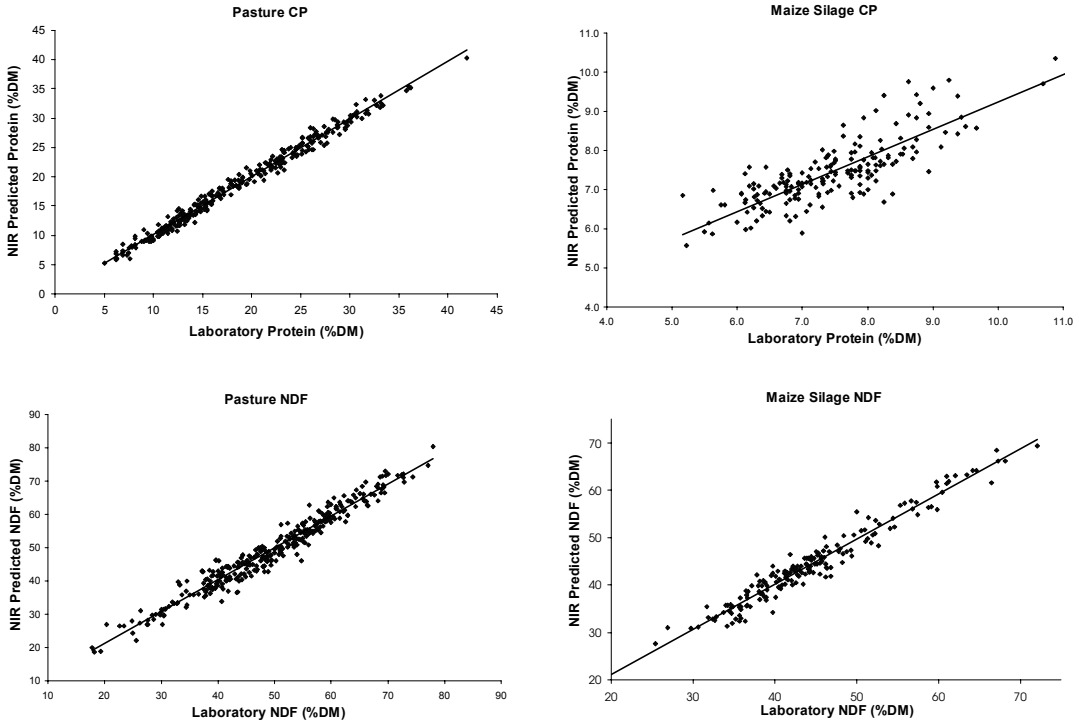 Pasture CP
NIR Predicted Protein (%DM)
45
40
35
30
25
20
15
10
5
0
0 5 10 15 20 25 30 35 40 45
Laboratory Protein (%DM)
Maize Silage CP
NIR Predicted Protein (%DM)
11.0
10.0
9.0
8.0
7.0
6.0
5.0
4.0
4.0 5.0 6.0 7.0 8.0 9.0 10.0 11.0
Laboratory Protein (%DM)
Pasture NDF
NIR Predicted NDF (%DM)
90
80
70
60
50
40
30
20
10
10 20 30 40 50 60 70 80 90
Laboratory NDF (%DM)
Maize Silage NDF
NIR Predicted NDF (%DM)
70
60
50
40
30
20
20 30 40 50 60 70
Laboratory NDF (%DM)